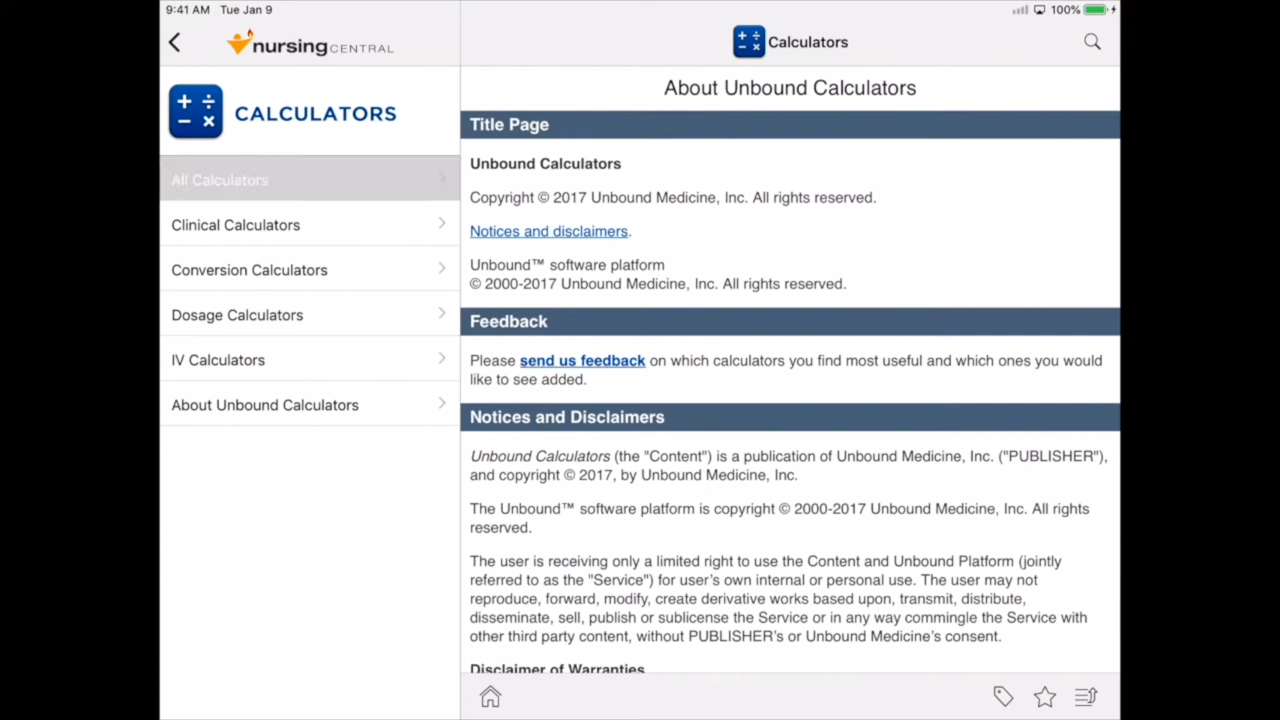 9:41 AM Tue Jan 9
100%
nursing CENTRAL
Calculators
CALCULATORS
All Calculators
Clinical Calculators
Conversion Calculators
Dosage Calculators
IV Calculators
About Unbound Calculators
About Unbound Calculators
Title Page
Unbound Calculators
Copyright © 2017 Unbound Medicine, Inc. All rights reserved.
Notices and disclaimers.
Unbound™ software platform
© 2000-2017 Unbound Medicine, Inc. All rights reserved.
Feedback
Please send us feedback on which calculators you find most useful and which ones you would
like to see added.
Notices and Disclaimers
Unbound Calculators (the "Content") is a publication of Unbound Medicine, Inc. ("PUBLISHER"),
and copyright © 2017, by Unbound Medicine, Inc.
The Unbound™ software platform is copyright © 2000-2017 Unbound Medicine, Inc. All rights
reserved.
The user is receiving only a limited right to use the Content and Unbound Platform (jointly
referred to as the "Service") for user's own internal or personal use. The user may not
reproduce, forward, modify, create derivative works based upon, transmit, distribute,
disseminate, sell, publish or sublicense the Service or in any way commingle the Service with
other third party content, without PUBLISHER's or Unbound Medicine's consent.
Disclaimer of Warranties